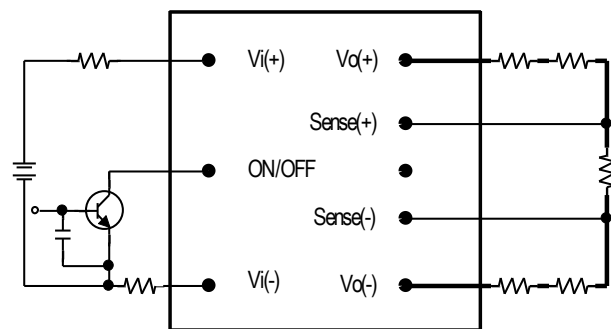 Vi(+) Vo(+)
Sense(+)
ON/OFF
Sense(-)
Vi(-) Vo(-)